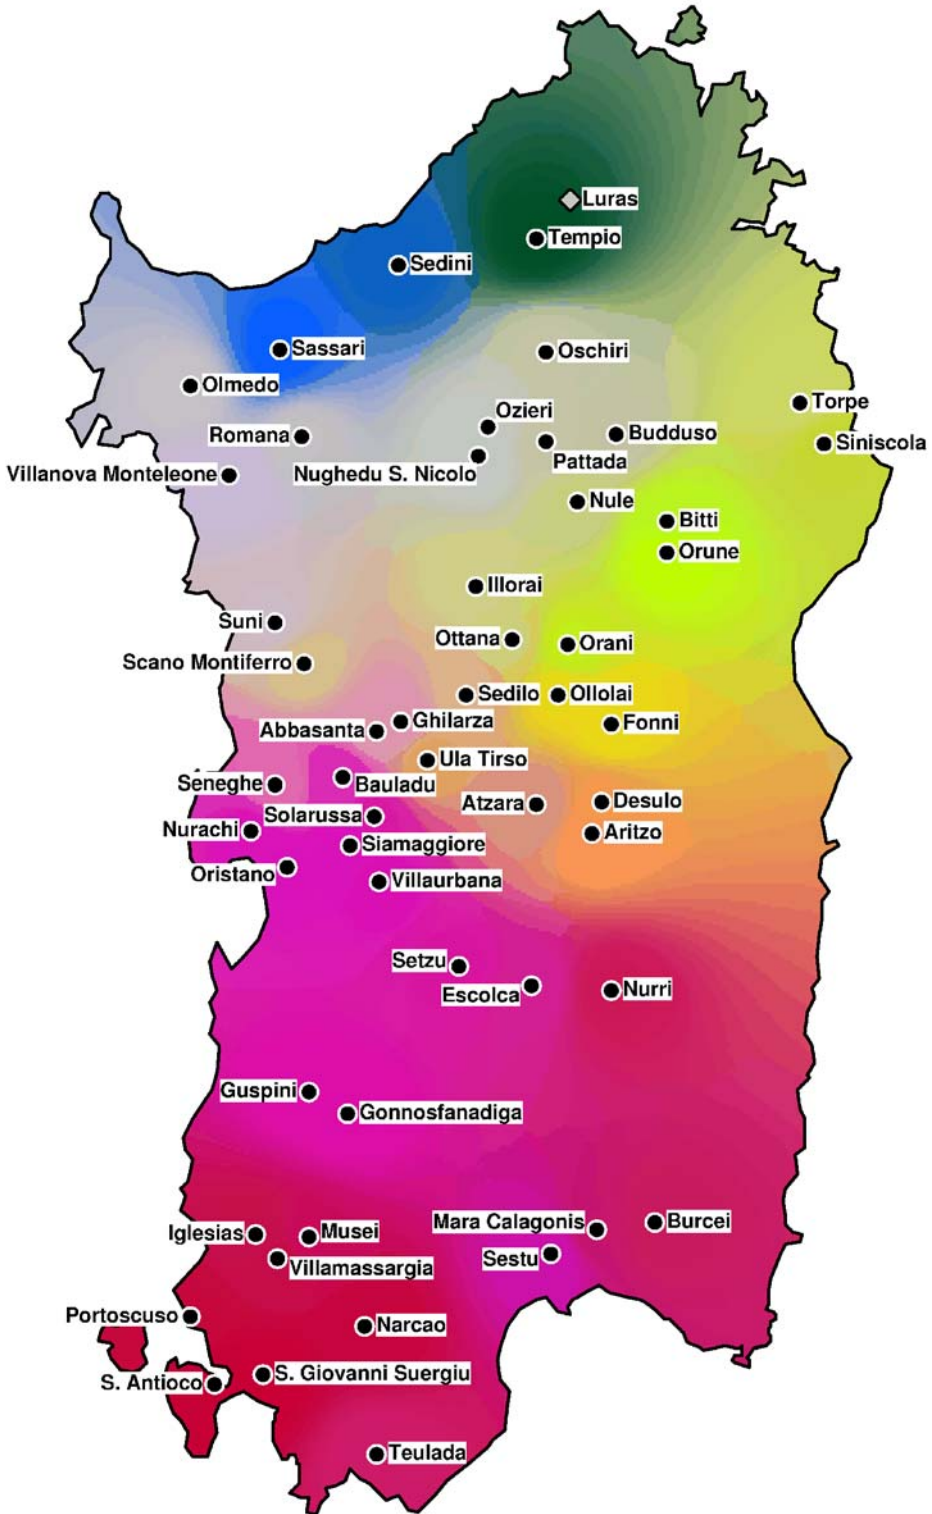 Luras
Tempio
Sedini
Sassari
Oschiri
Olmedo
Torpe
Ozieri
Romana
Budduso
Siniscola
Pattada
Villanova Monteleone
Nughedu S. Nicolo
Nule
Bitti
Orune
Illorai
Suni
Ottana
Orani
Scano Montiferro
Sedilo
Ollolai
Ghilarza
Fonni
Abbasanta
Ula Tirso
Seneghe
Bauladu
Atzara
Desulo
Solarussa
Nurachi
Aritzo
Siamaggiore
Oristano
Villaurbana
Setzu
Escolca
Nurri
Guspini
Gonnosfanadiga
Mara Calagonis
Burcei
Iglesias
Musei
Sestu
Villamassargia
Portoscuso
Narcao
S. Giovanni Suergiu
S. Antioco
Teulada